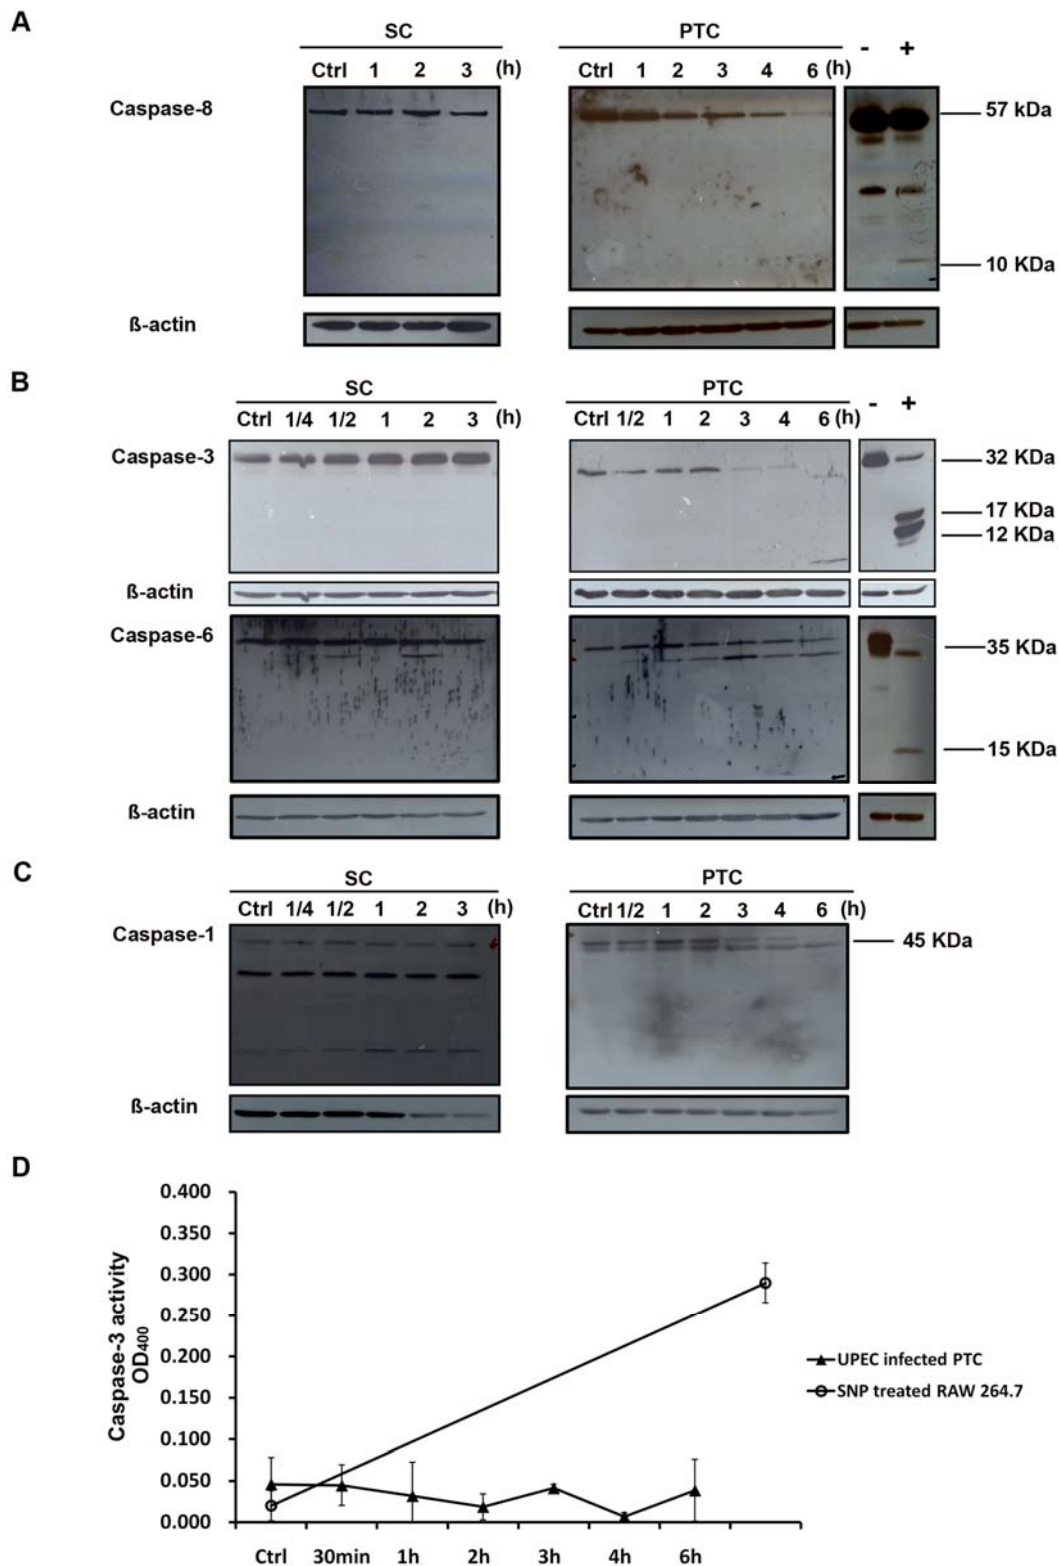 A
SC PTC
Ctrl 1 2 3 (h) Ctrl 1 2 3 4 6 (h) - +
Caspase-8 57 kDa
10 KDa
ß-actin
B
SC PTC
Ctrl 1/4 1/2 1 2 3 (h) Ctrl 1/2 1 2 3 4 6 (h) - +
Caspase-3 32 KDa
17 KDa
12 KDa
ß-actin
Caspase-6 35 KDa
15 KDa
ß-actin
C
SC PTC
Ctrl 1/4 1/2 1 2 3 (h) Ctrl 1/2 1 2 3 4 6 (h)
Caspase-1 45 KDa
ß-actin
D
Caspase-3 activity
OD400
0.400
0.350
0.300
0.250
0.200
0.150
0.100
0.050
0.000
Ctrl 30min 1h 2h 3h 4h 6h
UPEC infected PTC
SNP treated RAW 264.7